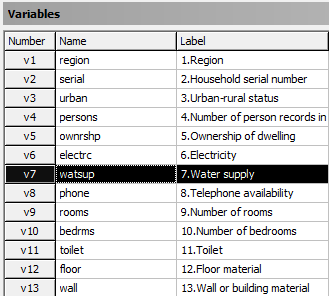 Variables
Number Name Label
v1 region 1.Region
v2 serial 2.Household serial number
v3 urban 3.Urban-rural status
v4 persons 4.Number of person records in
v5 ownrshp 5.Ownership of dwelling
v6 electrc 6.Electricity
v7 watsup 7.Water supply
v8 phone 8.Telephone availability
v9 rooms 9.Number of rooms
v10 bedrms 10.Number of bedrooms
v11 toilet 11.Toilet
v12 floor 12.Floor material
v13 wall 13.Wall or building material